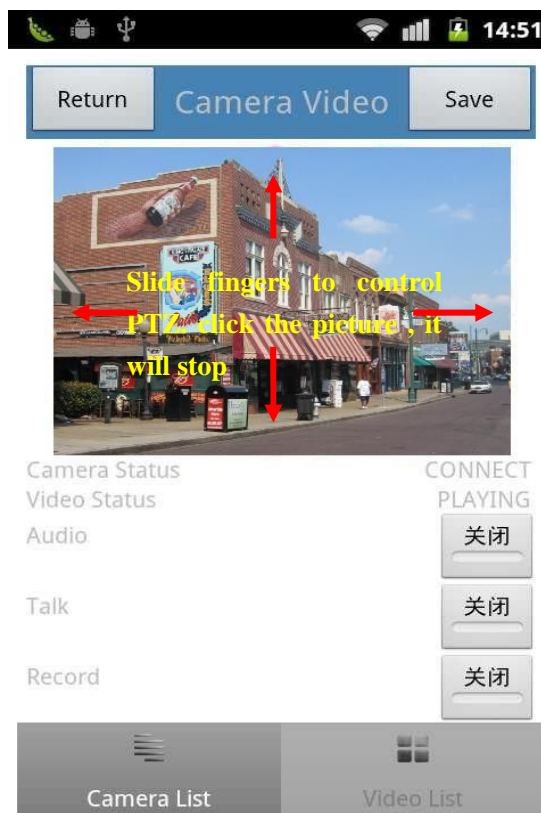 14:51
Return
Camera Video
Save
CAFE
Slide fingers to control
PTZ. click the picture , it
will stop
Camera Status
CONNECT
Video Status
PLAYING
Audio
关闭
Talk
关闭
Record
关闭
Camera List
Video List